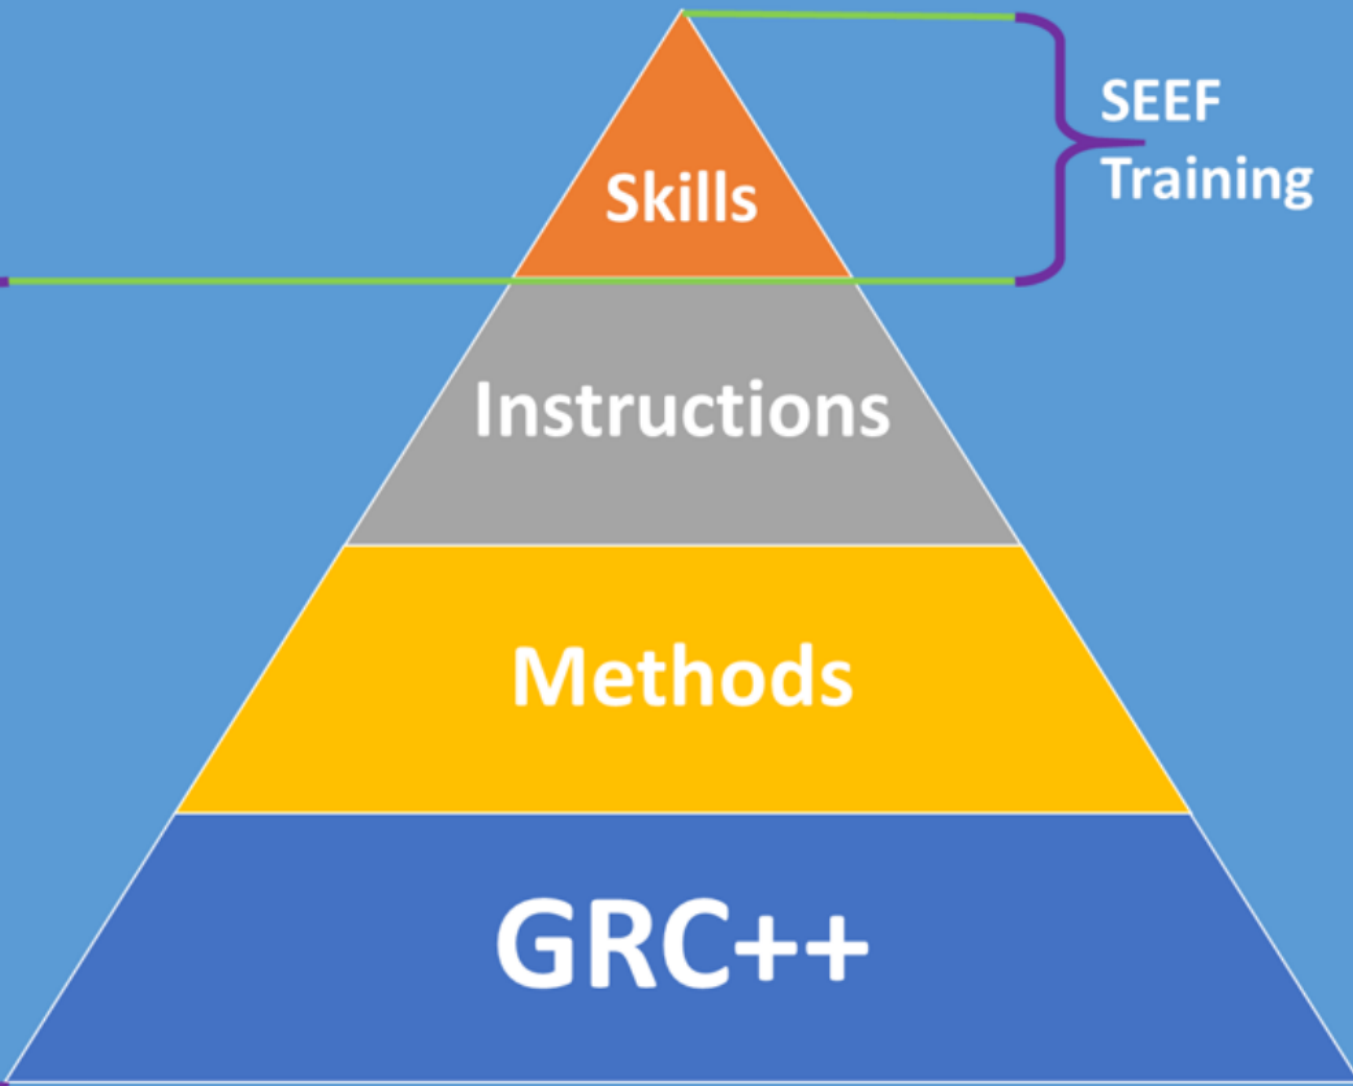 SEEF
Training
Skills
Instructions
Methods
GRC++